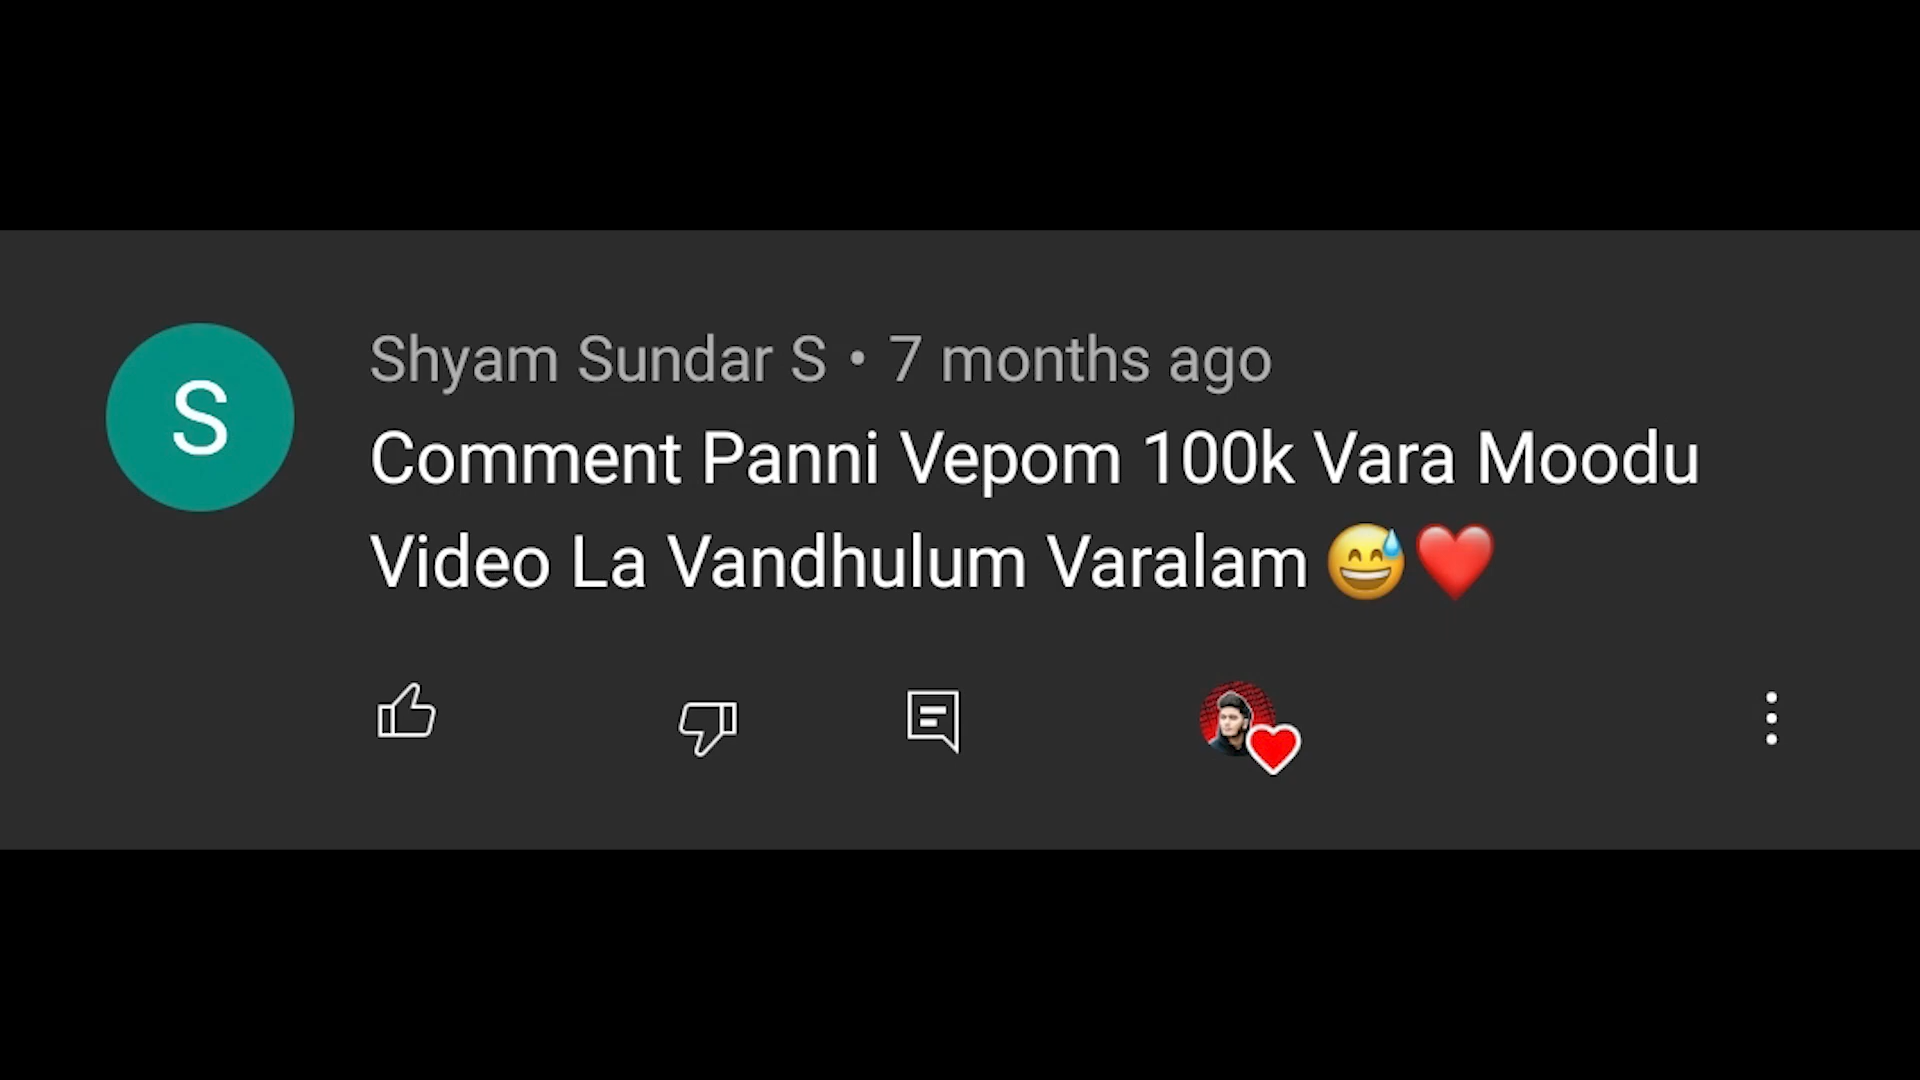 S
Shyam Sundar S • 7 months ago
Comment Panni Vepom 100k Vara Moodu
Video La Vandhulum Varalam 😅❤️